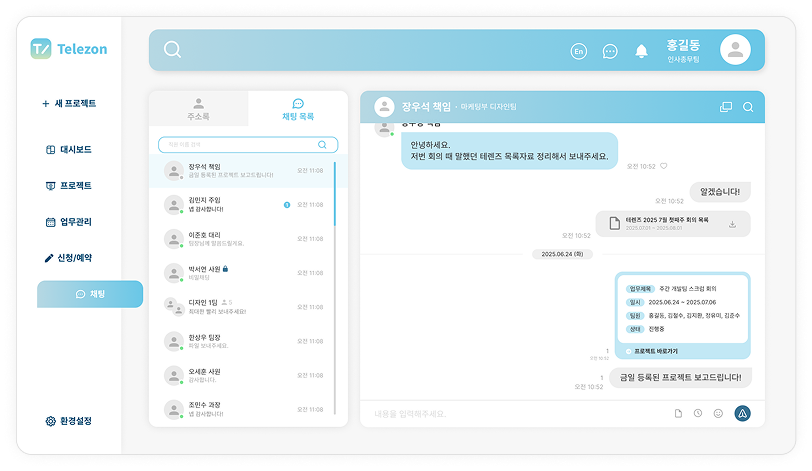 Telezon
En
홍길동
인사총무팀
+ 새 프로젝트
대시보드
프로젝트
업무관리
신청/예약
채팅
환경설정
주소록
채팅 목록
직원 이름 검색
장우석 책임
금일 등록된 프로젝트 보고드립니다!
오전 11:08
김민지 주임
넵 감사합니다!
오전 11:08
이준호 대리
팀장님께 말씀드릴게요.
오전 11:08
박서연 사원
비밀채팅
오전 11:08
디자인 1팀 5
최대한 빨리 보내주세요!
오전 11:08
한상우 팀장
파일 보내주세요.
오전 11:08
오세훈 사원
감사합니다.
오전 11:08
조민수 과장
넵 감사합니다!
오전 11:08
장우석 책임 · 마케팅부 디자인팀
안녕하세요.
저번 회의 때 말했던 테렌즈 목록자료 정리해서 보내주세요.
오전 10:52
알겠습니다!
오전 10:52
테렌즈 2025 7월 첫째주 회의 목록
2025.07.01 ~ 2025.08.01
오전 10:52
2025.06.24 (화)
업무제목 주간 개발팀 스크럼 회의
일시 2025.06.24 ~ 2025.07.06
팀원 홍길동, 김철수, 김지환, 장유미, 김준수
상태 진행중
프로젝트 바로가기
1
오전 10:52
금일 등록된 프로젝트 보고드립니다!
1
오전 10:52
내용을 입력해주세요.